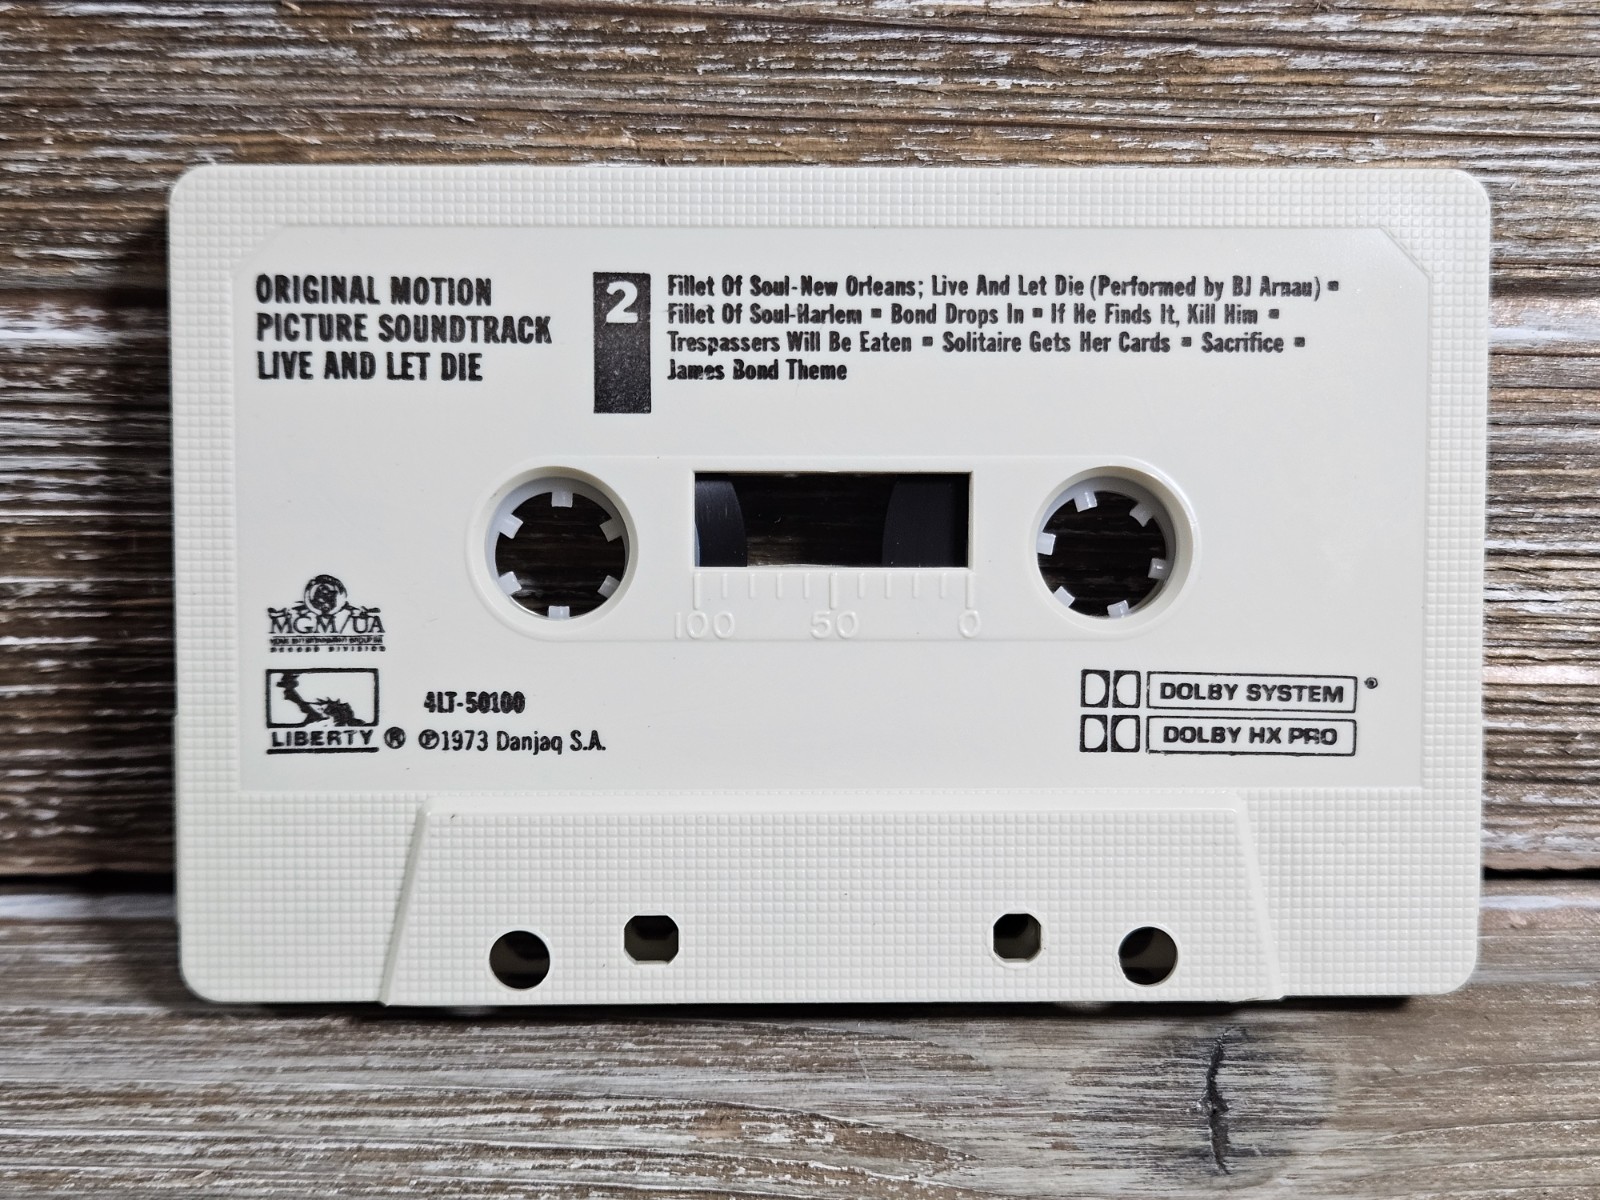 ORIGINAL MOTION
PICTURE SOUNDTRACK
LIVE AND LET DIE
2
Fillet Of Soul-New Orleans; Live And Let Die (Performed by BJ Arnau) ▪
Fillet Of Soul-Harlem ▪ Bond Drops In ▪ If He Finds It, Kill Him ▪
Trespassers Will Be Eaten ▪ Solitaire Gets Her Cards ▪ Sacrifice ▪
James Bond Theme
100 50 0
MGM/UA
RECORD DIVISION
LIBERTY ®
4LT-50100
℗1973 Danjaq S.A.
DOLBY SYSTEM ®
DOLBY HX PRO